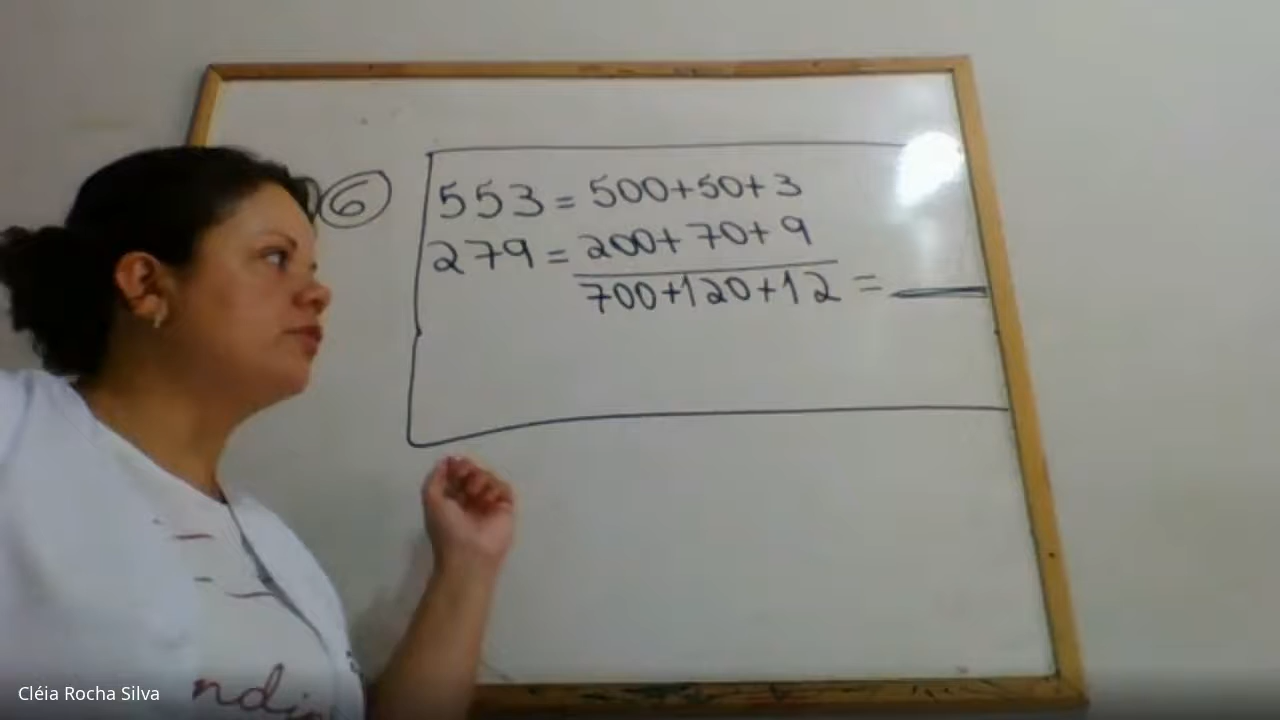 6
553 = 500+50+3
279 = 200+70+9
700+120+12 =
Cléia Rocha Silva